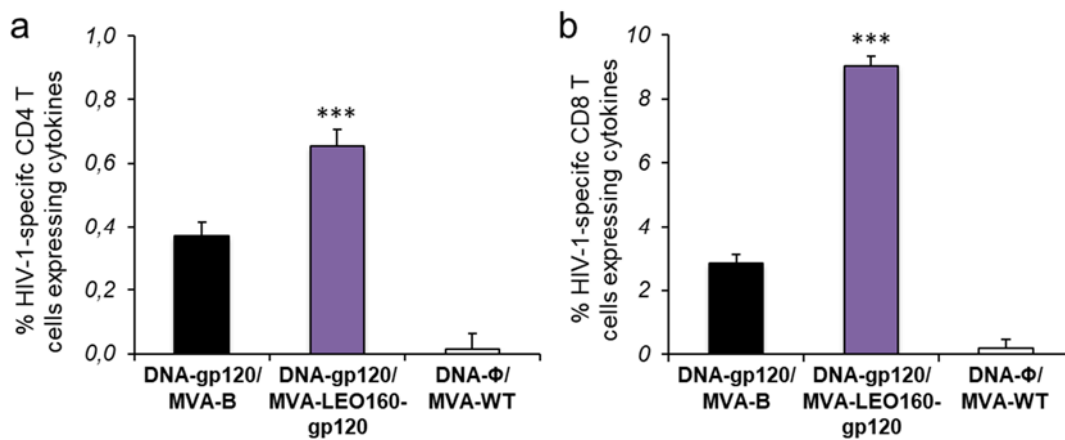 a
% HIV-1-specifc CD4 T
cells expressing cytokines
1,0
0,8
0,6
0,4
0,2
0,0
***
DNA-gp120/
MVA-B
DNA-gp120/
MVA-LEO160-
gp120
DNA-Φ/
MVA-WT
b
% HIV-1-specifc CD8 T
cells expressing cytokines
10
8
6
4
2
0
***
DNA-gp120/
MVA-B
DNA-gp120/
MVA-LEO160-
gp120
DNA-Φ/
MVA-WT